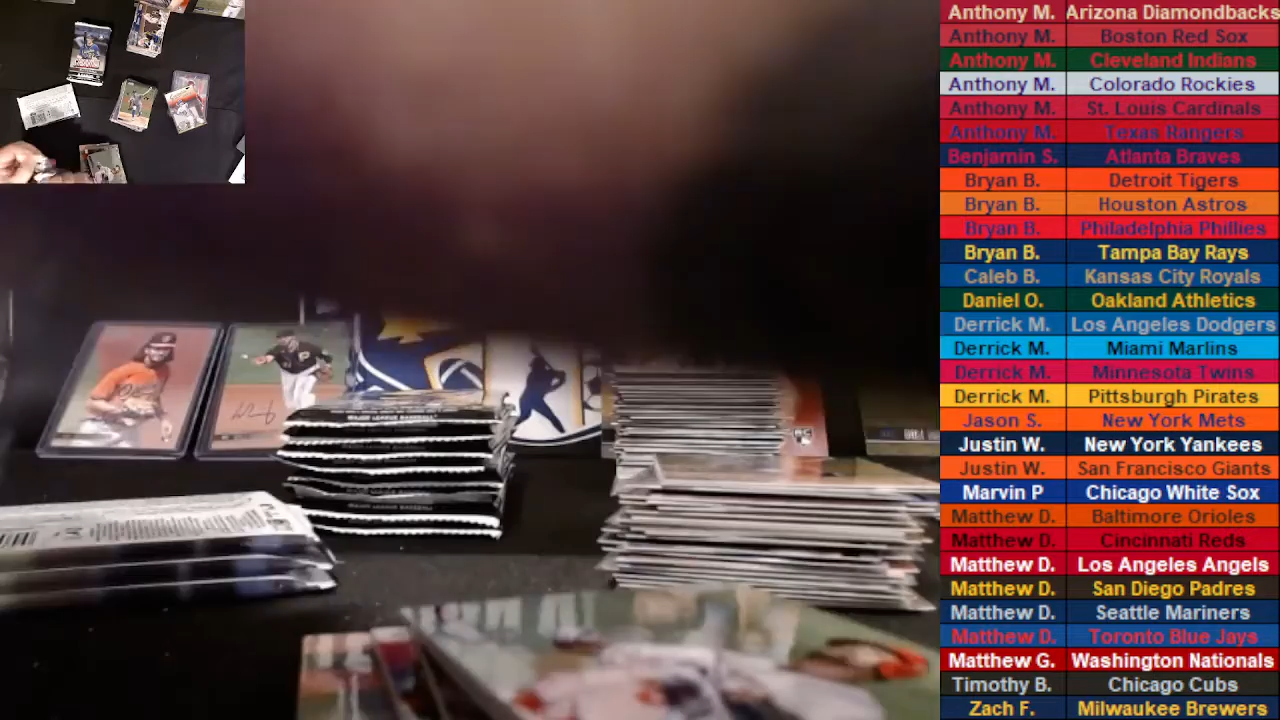 Anthony M. Arizona Diamondbacks
Anthony M. Boston Red Sox
Anthony M. Cleveland Indians
Anthony M. Colorado Rockies
Anthony M. St. Louis Cardinals
Anthony M. Texas Rangers
Benjamin S. Atlanta Braves
Bryan B. Detroit Tigers
Bryan B. Houston Astros
Bryan B. Philadelphia Phillies
Bryan B. Tampa Bay Rays
Caleb B. Kansas City Royals
Daniel O. Oakland Athletics
Derrick M. Los Angeles Dodgers
Derrick M. Miami Marlins
Derrick M. Minnesota Twins
Derrick M. Pittsburgh Pirates
Jason S. New York Mets
Justin W. New York Yankees
Justin W. San Francisco Giants
Marvin P Chicago White Sox
Matthew D. Baltimore Orioles
Matthew D. Cincinnati Reds
Matthew D. Los Angeles Angels
Matthew D. San Diego Padres
Matthew D. Seattle Mariners
Matthew D. Toronto Blue Jays
Matthew G. Washington Nationals
Timothy B. Chicago Cubs
Zach F. Milwaukee Brewers